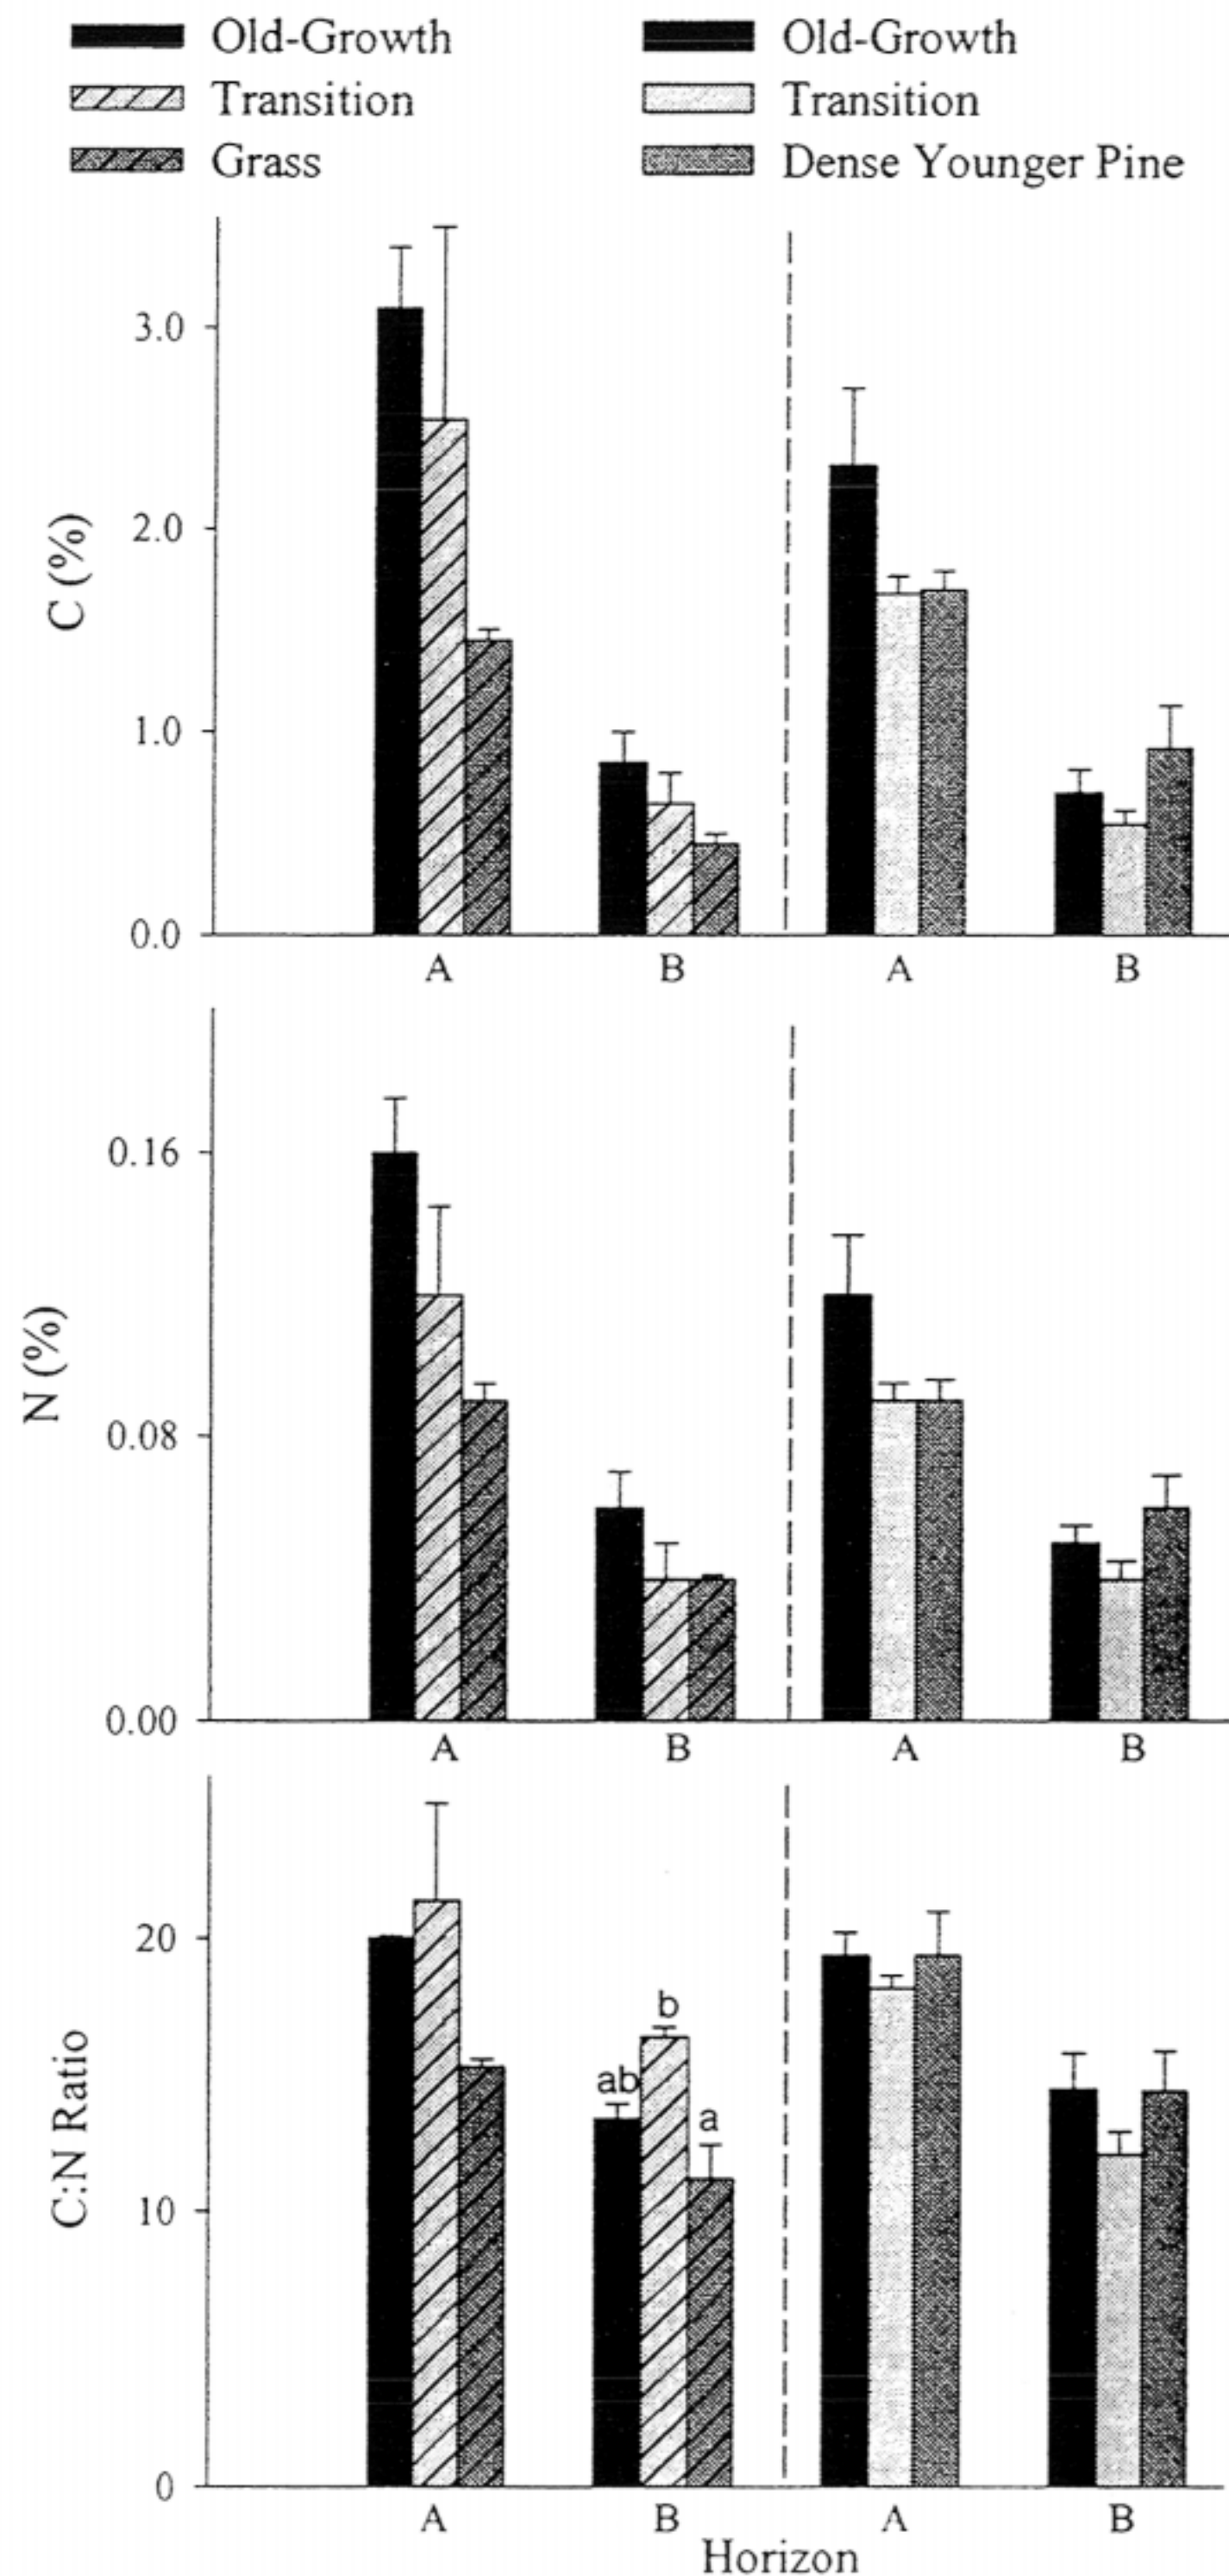 Old-Growth Old-Growth
Transition Transition
Grass Dense Younger Pine
C (%)
3.0
2.0
1.0
0.0
A B A B
N (%)
0.16
0.08
0.00
A B A B
C:N Ratio
20
10
0
ab b a
A B A B
Horizon